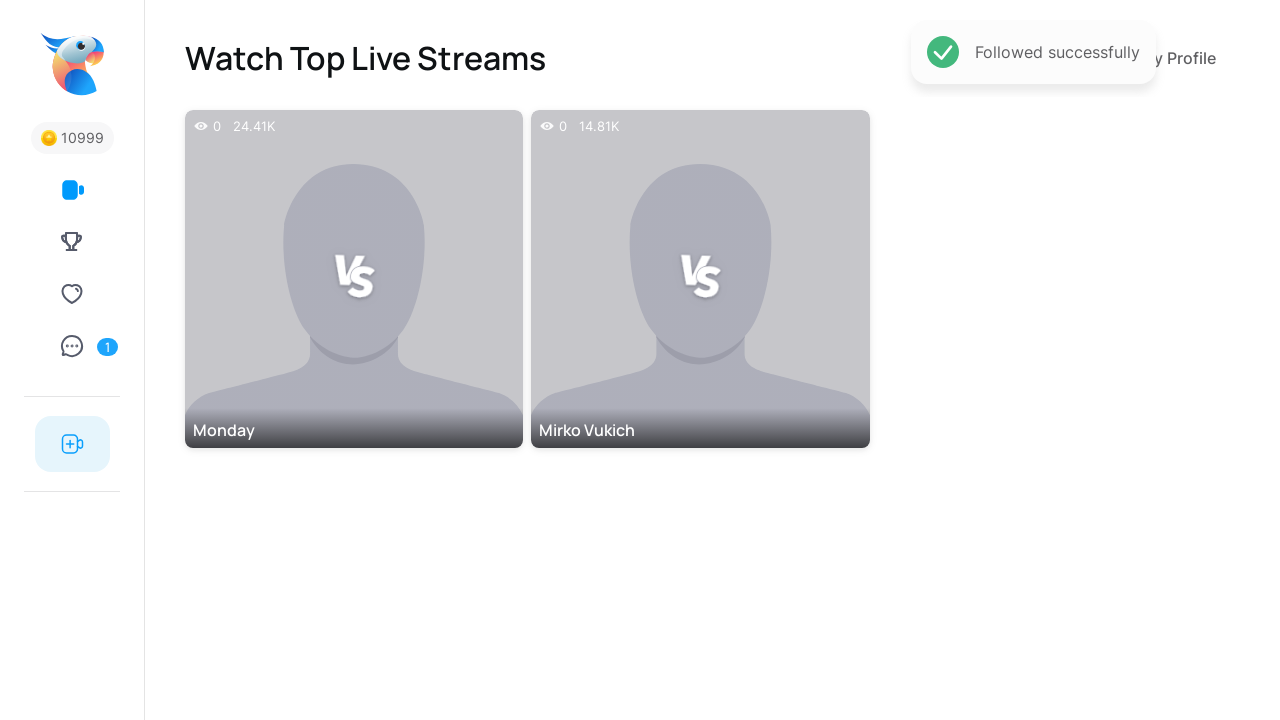 Watch Top Live Streams
Followed successfully
y Profile
10999
0 24.41K
0 14.81K
VS
VS
1
Monday
Mirko Vukich